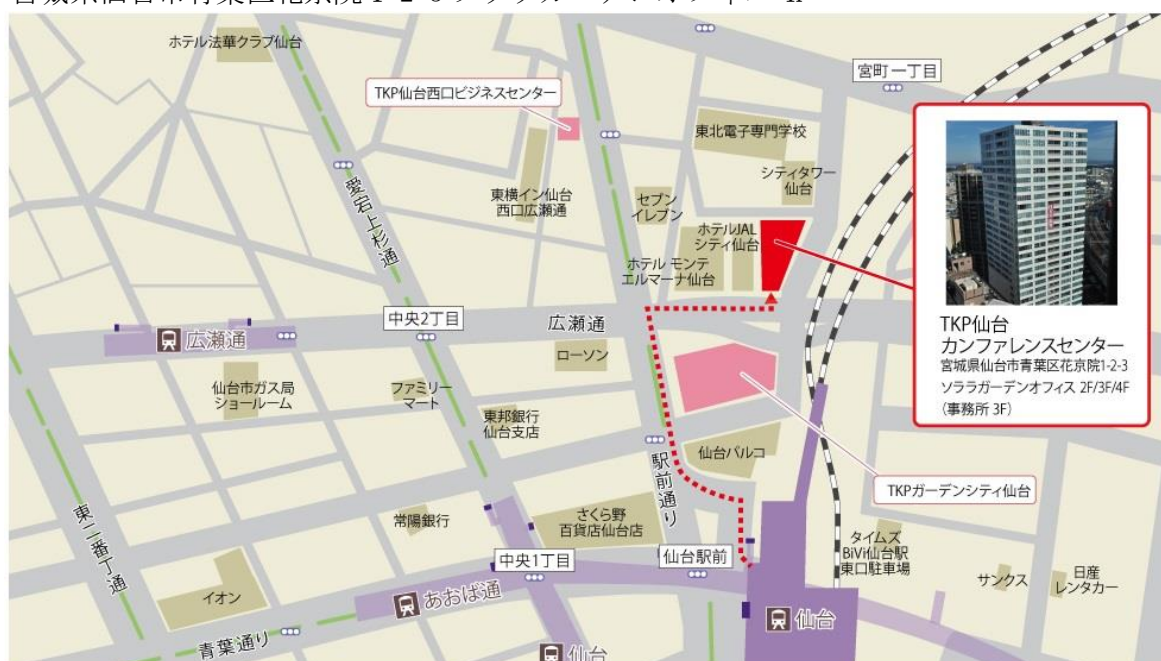 ホテル法華クラブ仙台
宮町一丁目
TKP仙台西口ビジネスセンター
東北電子専門学校
シティタワー
仙台
愛宕上杉通
東横イン仙台
西口広瀬通
セブン
イレブン
ホテルJAL
シティ仙台
ホテル モンテ
エルマーナ仙台
中央2丁目
広瀬通
広瀬通
TKP仙台
カンファレンスセンター
宮城県仙台市青葉区花京院1-2-3
ソララガーデンオフィス 2F/3F/4F
（事務所 3F）
ローソン
仙台市ガス局
ショールーム
ファミリー
マート
東邦銀行
仙台支店
仙台パルコ
駅前通り
TKPガーデンシティ仙台
東二番丁通
常陽銀行
さくら野
百貨店仙台店
中央1丁目
仙台駅前
タイムズ
BiVi仙台駅
東口駐車場
サンクス
日産
レンタカー
イオン
あおば通
仙台
青葉通り
仙台